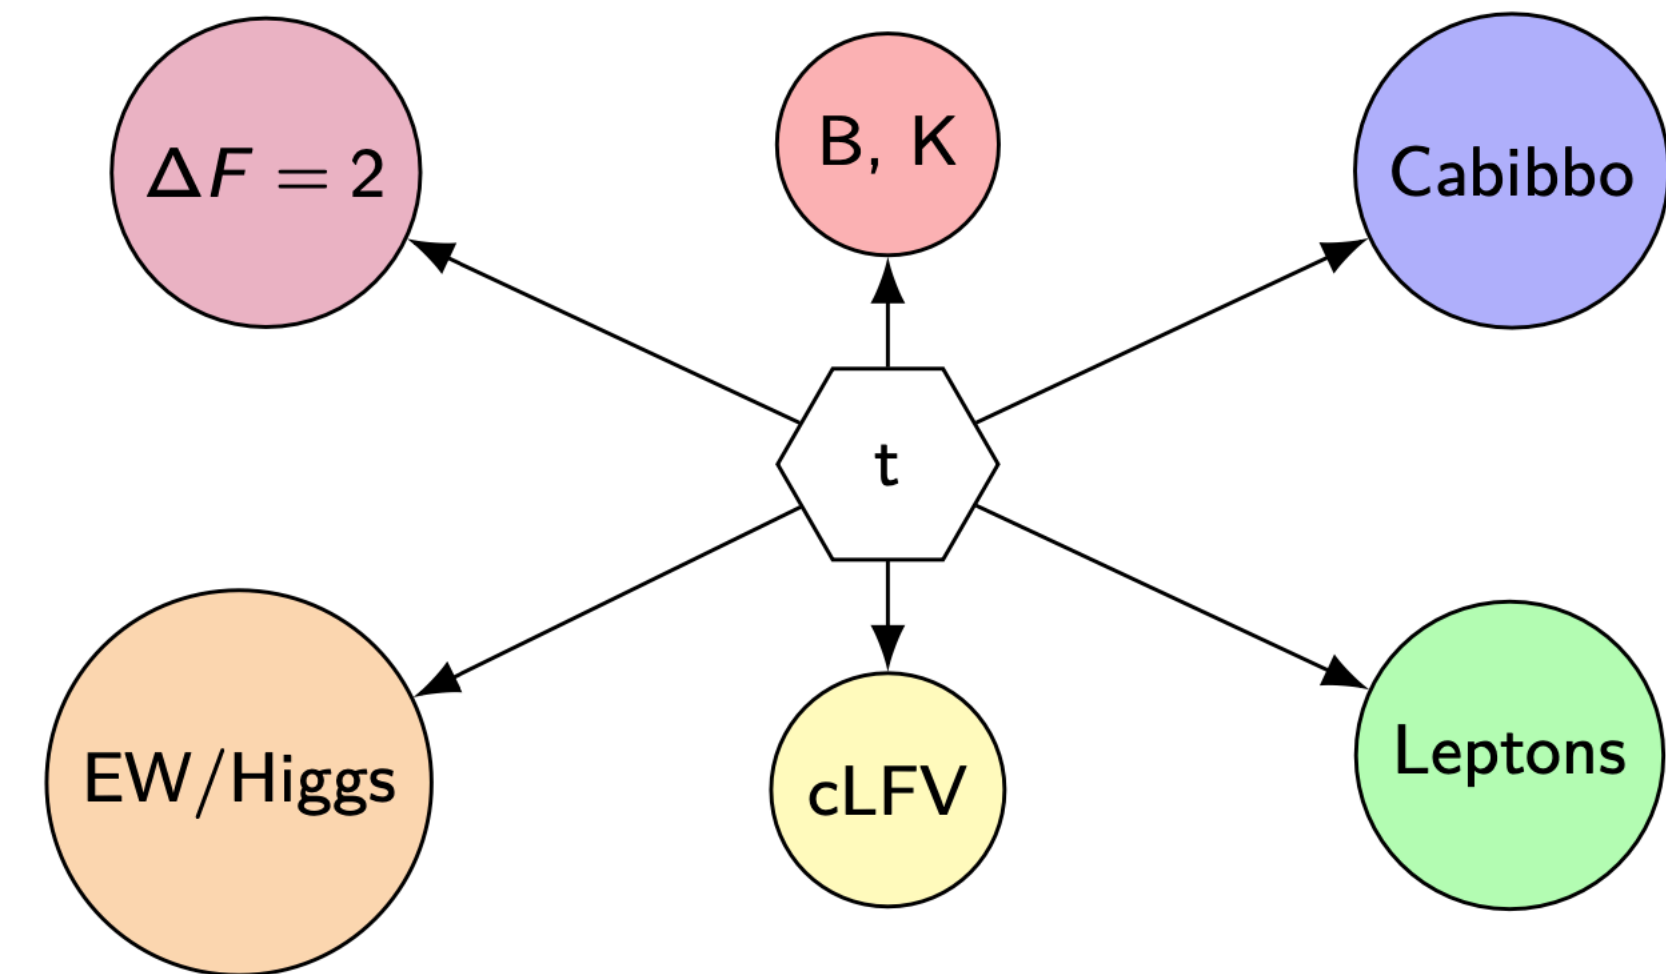 ΔF = 2
B, K
Cabibbo
t
EW/Higgs
cLFV
Leptons